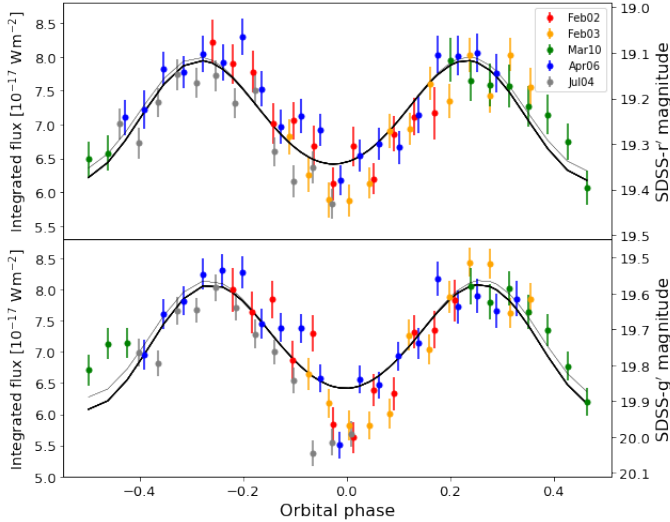 8.5
8.0
7.5
7.0
6.5
6.0
5.5
Integrated flux [10⁻¹⁷ Wm⁻²]
19.0
19.1
19.2
19.3
19.4
19.5
SDSS-r′ magnitude
Feb02
Feb03
Mar10
Apr06
Jul04
8.5
8.0
7.5
7.0
6.5
6.0
5.5
5.0
Integrated flux [10⁻¹⁷ Wm⁻²]
19.5
19.6
19.7
19.8
19.9
20.0
20.1
SDSS-g′ magnitude
−0.4 −0.2 0.0 0.2 0.4
Orbital phase